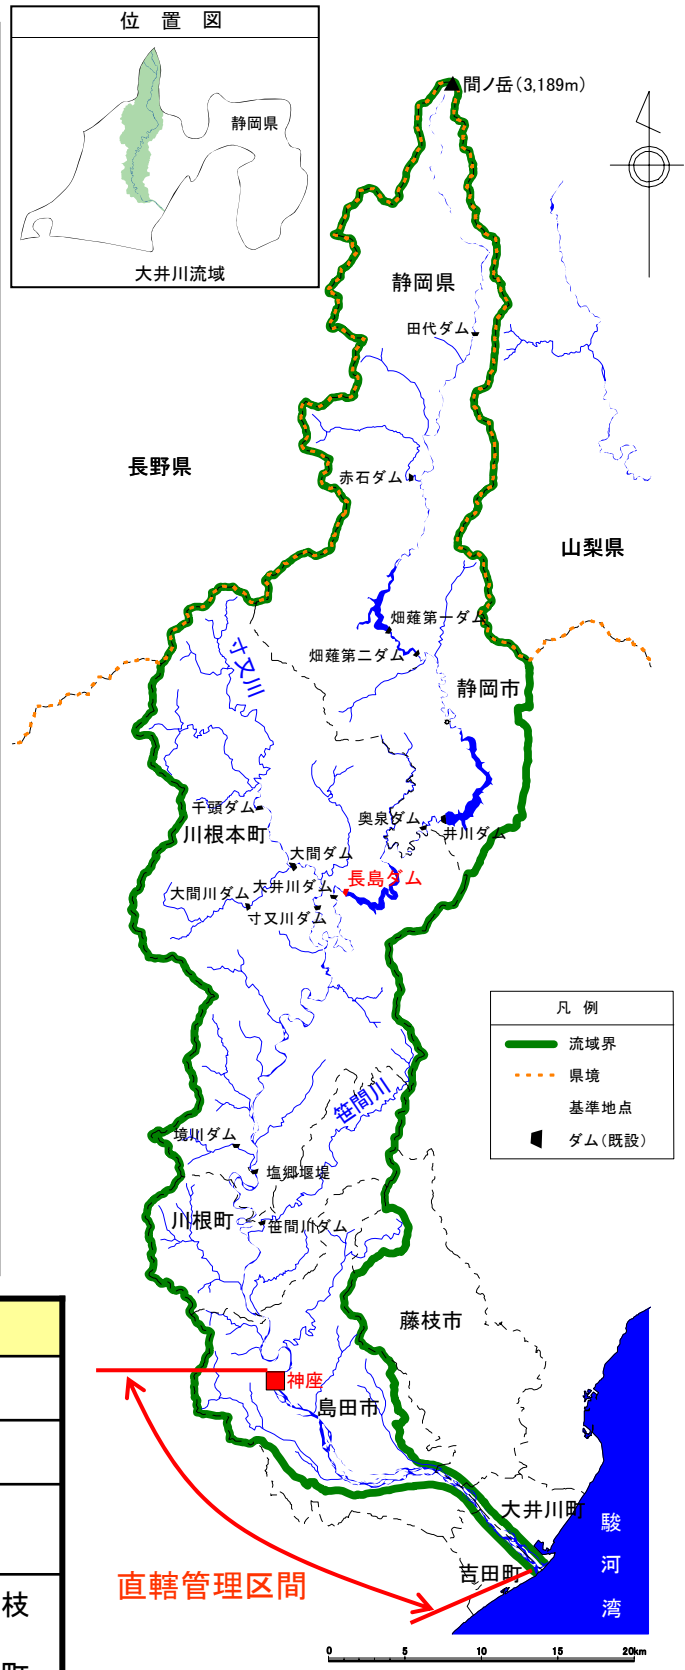 位置図
静岡県
大井川流域
間ノ岳(3,189m)
静岡県
田代ダム
長野県
赤石ダム
山梨県
畑薙第一ダム
寸又川
畑薙第二ダム
静岡市
千頭ダム
奥泉ダム
井川ダム
川根本町
大間ダム
長島ダム
大間川ダム
大井川ダム
寸又川ダム
凡例
流域界
県境
基準地点
ダム(既設)
笹間川
境川ダム
塩郷堰堤
川根町
笹間川ダム
藤枝市
神座
島田市
大井川町
駿河湾
吉田町
直轄管理区間
枝
町
0 5 10 15 20km